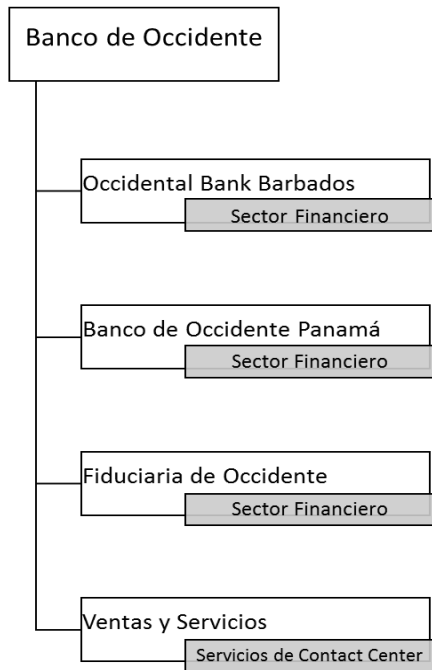 Banco de Occidente
Occidental Bank Barbados
Sector Financiero
Banco de Occidente Panamá
Sector Financiero
Fiduciaria de Occidente
Sector Financiero
Ventas y Servicios
Servicios de Contact Center